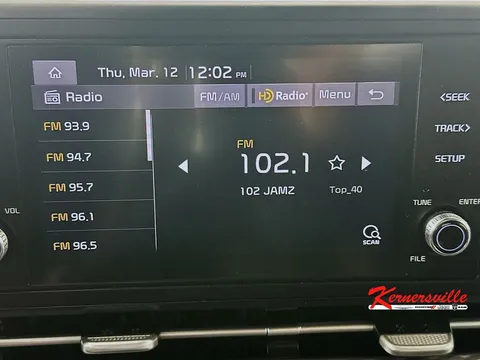 Thu, Mar. 12 12:02 PM
Radio FM/AM HD Radio Menu
FM 93.9
FM 94.7
FM 95.7
FM 96.1
FM 96.5
FM
102.1
102 JAMZ Top_40
SCAN
VOL
<SEEK
TRACK>
SETUP
TUNE ENTER
FILE
Kernersville